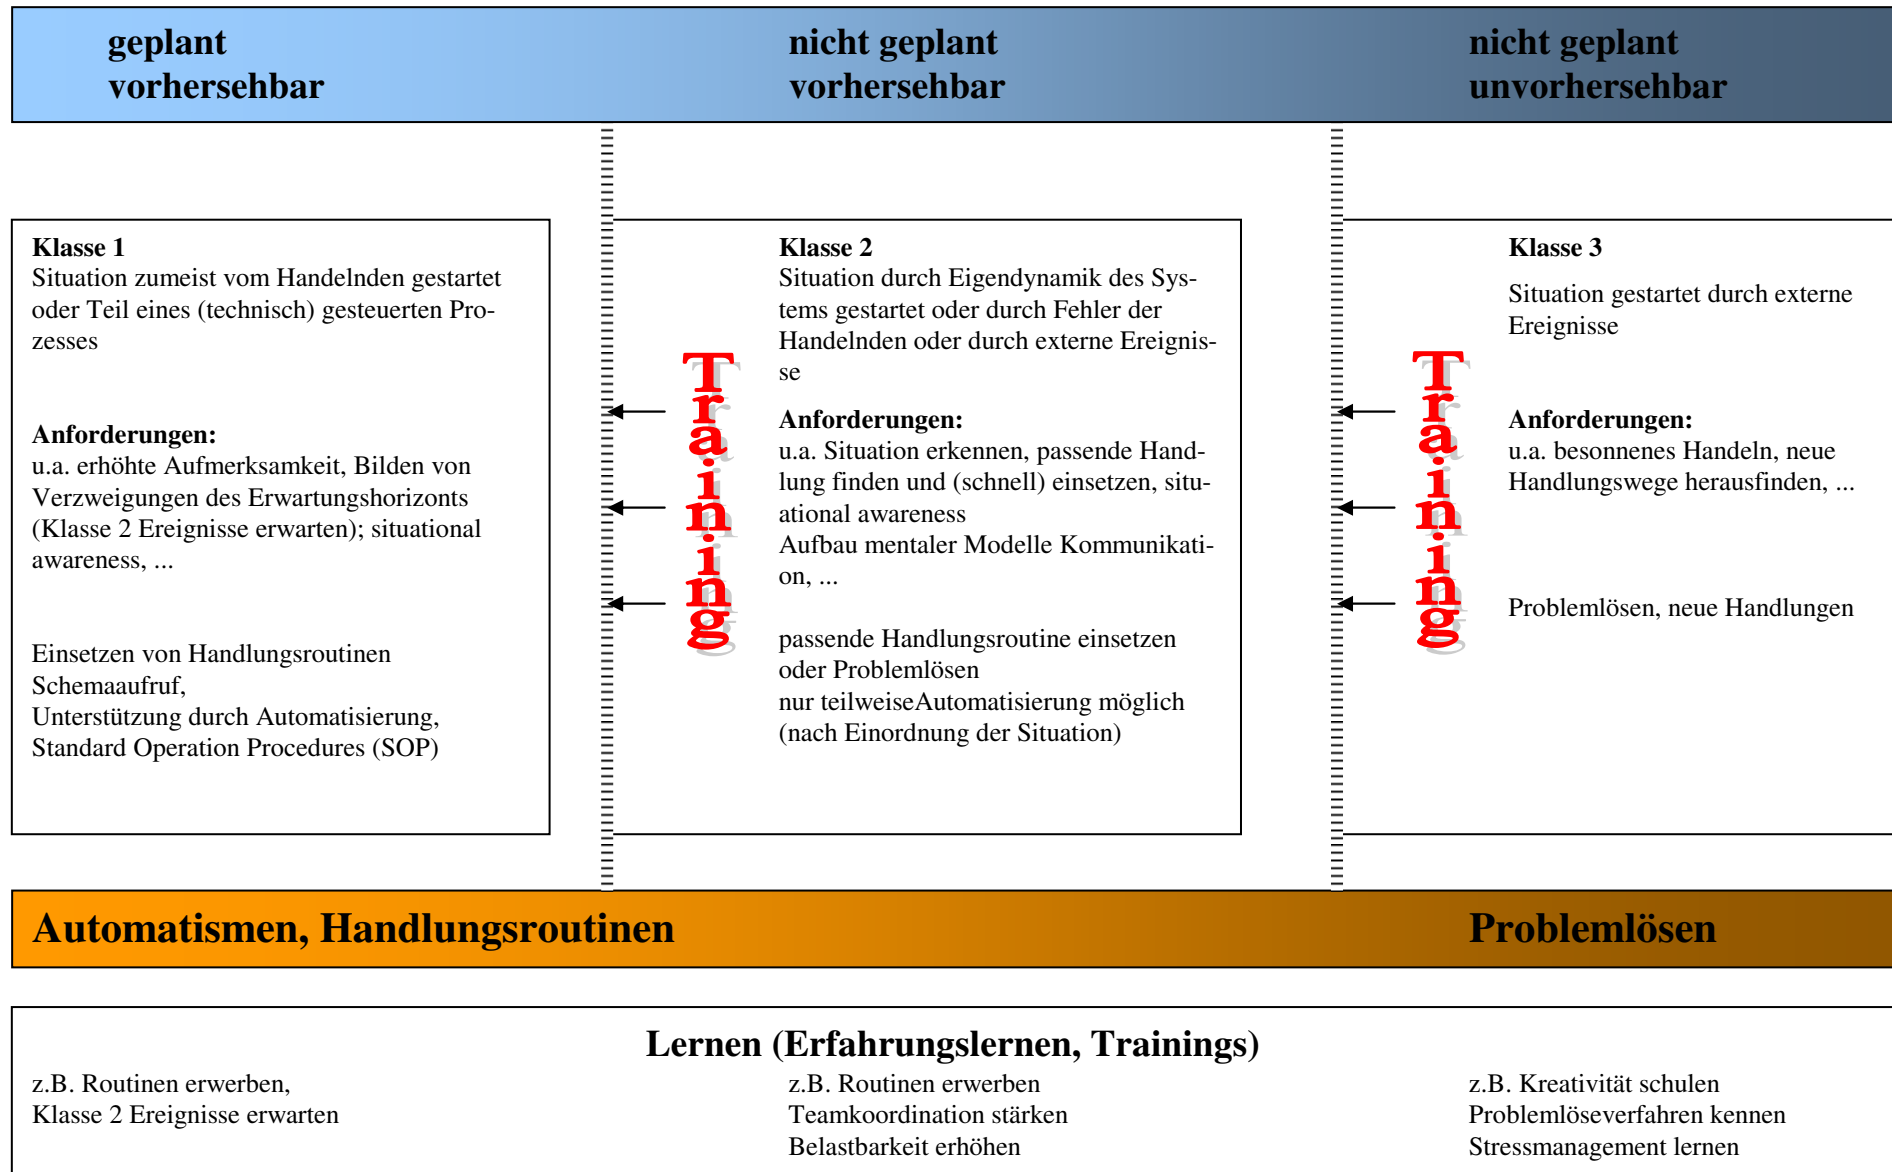 geplant
vorhersehbar
nicht geplant
vorhersehbar
nicht geplant
unvorhersehbar
Klasse 1
Situation zumeist vom Handelnden gestartet
oder Teil eines (technisch) gesteuerten Pro-
zesses
Anforderungen:
u.a. erhöhte Aufmerksamkeit, Bilden von
Verzweigungen des Erwartungshorizonts
(Klasse 2 Ereignisse erwarten); situational
awareness, ...
Einsetzen von Handlungsroutinen
Schemaaufruf,
Unterstützung durch Automatisierung,
Standard Operation Procedures (SOP)
Training
Klasse 2
Situation durch Eigendynamik des Sys-
tems gestartet oder durch Fehler der
Handelnden oder durch externe Ereignis-
se
Anforderungen:
u.a. Situation erkennen, passende Hand-
lung finden und (schnell) einsetzen, situ-
ational awareness
Aufbau mentaler Modelle Kommunikati-
on, ...
passende Handlungsroutine einsetzen
oder Problemlösen
nur teilweiseAutomatisierung möglich
(nach Einordnung der Situation)
Training
Klasse 3
Situation gestartet durch externe
Ereignisse
Anforderungen:
u.a. besonnenes Handeln, neue
Handlungswege herausfinden, ...
Problemlösen, neue Handlungen
Automatismen, Handlungsroutinen
Problemlösen
Lernen (Erfahrungslernen, Trainings)
z.B. Routinen erwerben,
Klasse 2 Ereignisse erwarten
z.B. Routinen erwerben
Teamkoordination stärken
Belastbarkeit erhöhen
z.B. Kreativität schulen
Problemlöseverfahren kennen
Stressmanagement lernen